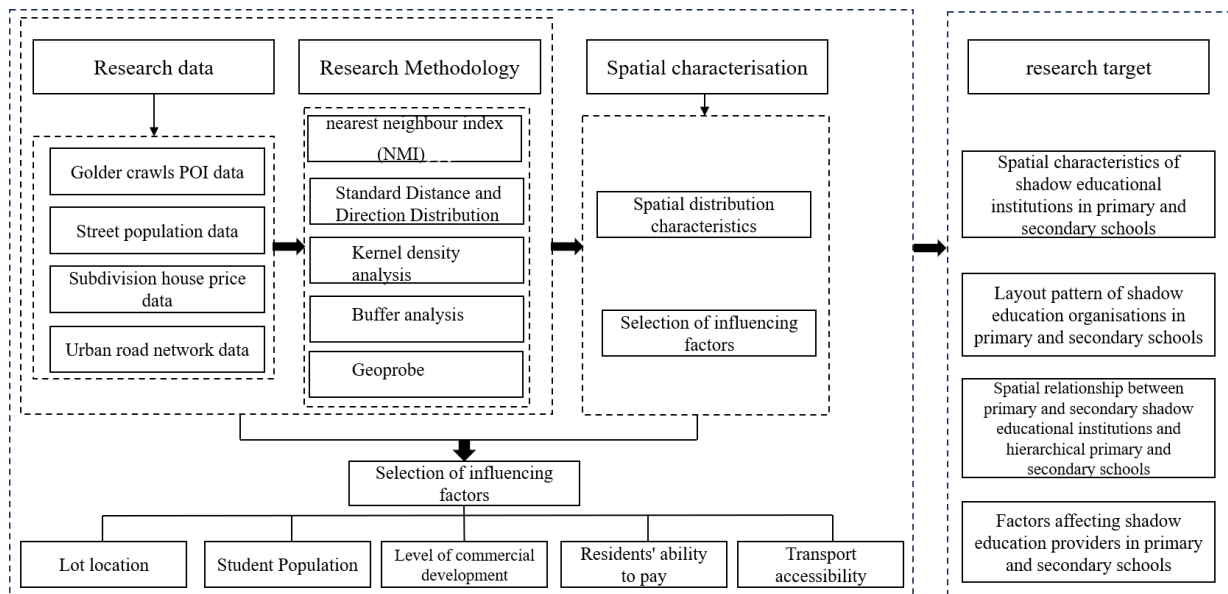 Research data
Research Methodology
Spatial characterisation
research target
Golder crawls POI data
Street population data
Subdivision house price
data
Urban road network data
nearest neighbour index
(NMI)
Standard Distance and
Direction Distribution
Kernel density
analysis
Buffer analysis
Geoprobe
Spatial distribution
characteristics
Selection of influencing
factors
Spatial characteristics of
shadow educational
institutions in primary and
secondary schools
Layout pattern of shadow
education organisations in
primary and secondary schools
Spatial relationship between
primary and secondary shadow
educational institutions and
hierarchical primary and
secondary schools
Factors affecting shadow
education providers in primary
and secondary schools
Selection of influencing
factors
Lot location
Student Population
Level of commercial
development
Residents' ability
to pay
Transport
accessibility